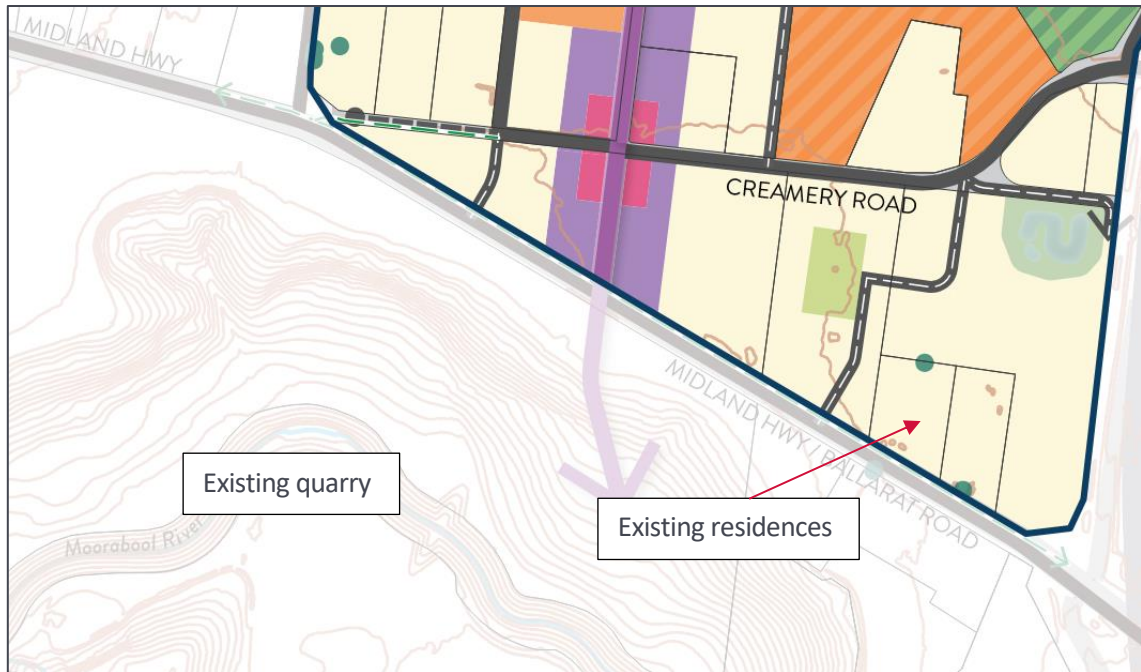 MIDLAND HWY
CREAMERY ROAD
MIDLAND HWY / BALLARAT ROAD
Existing quarry
Existing residences
Moorabool River